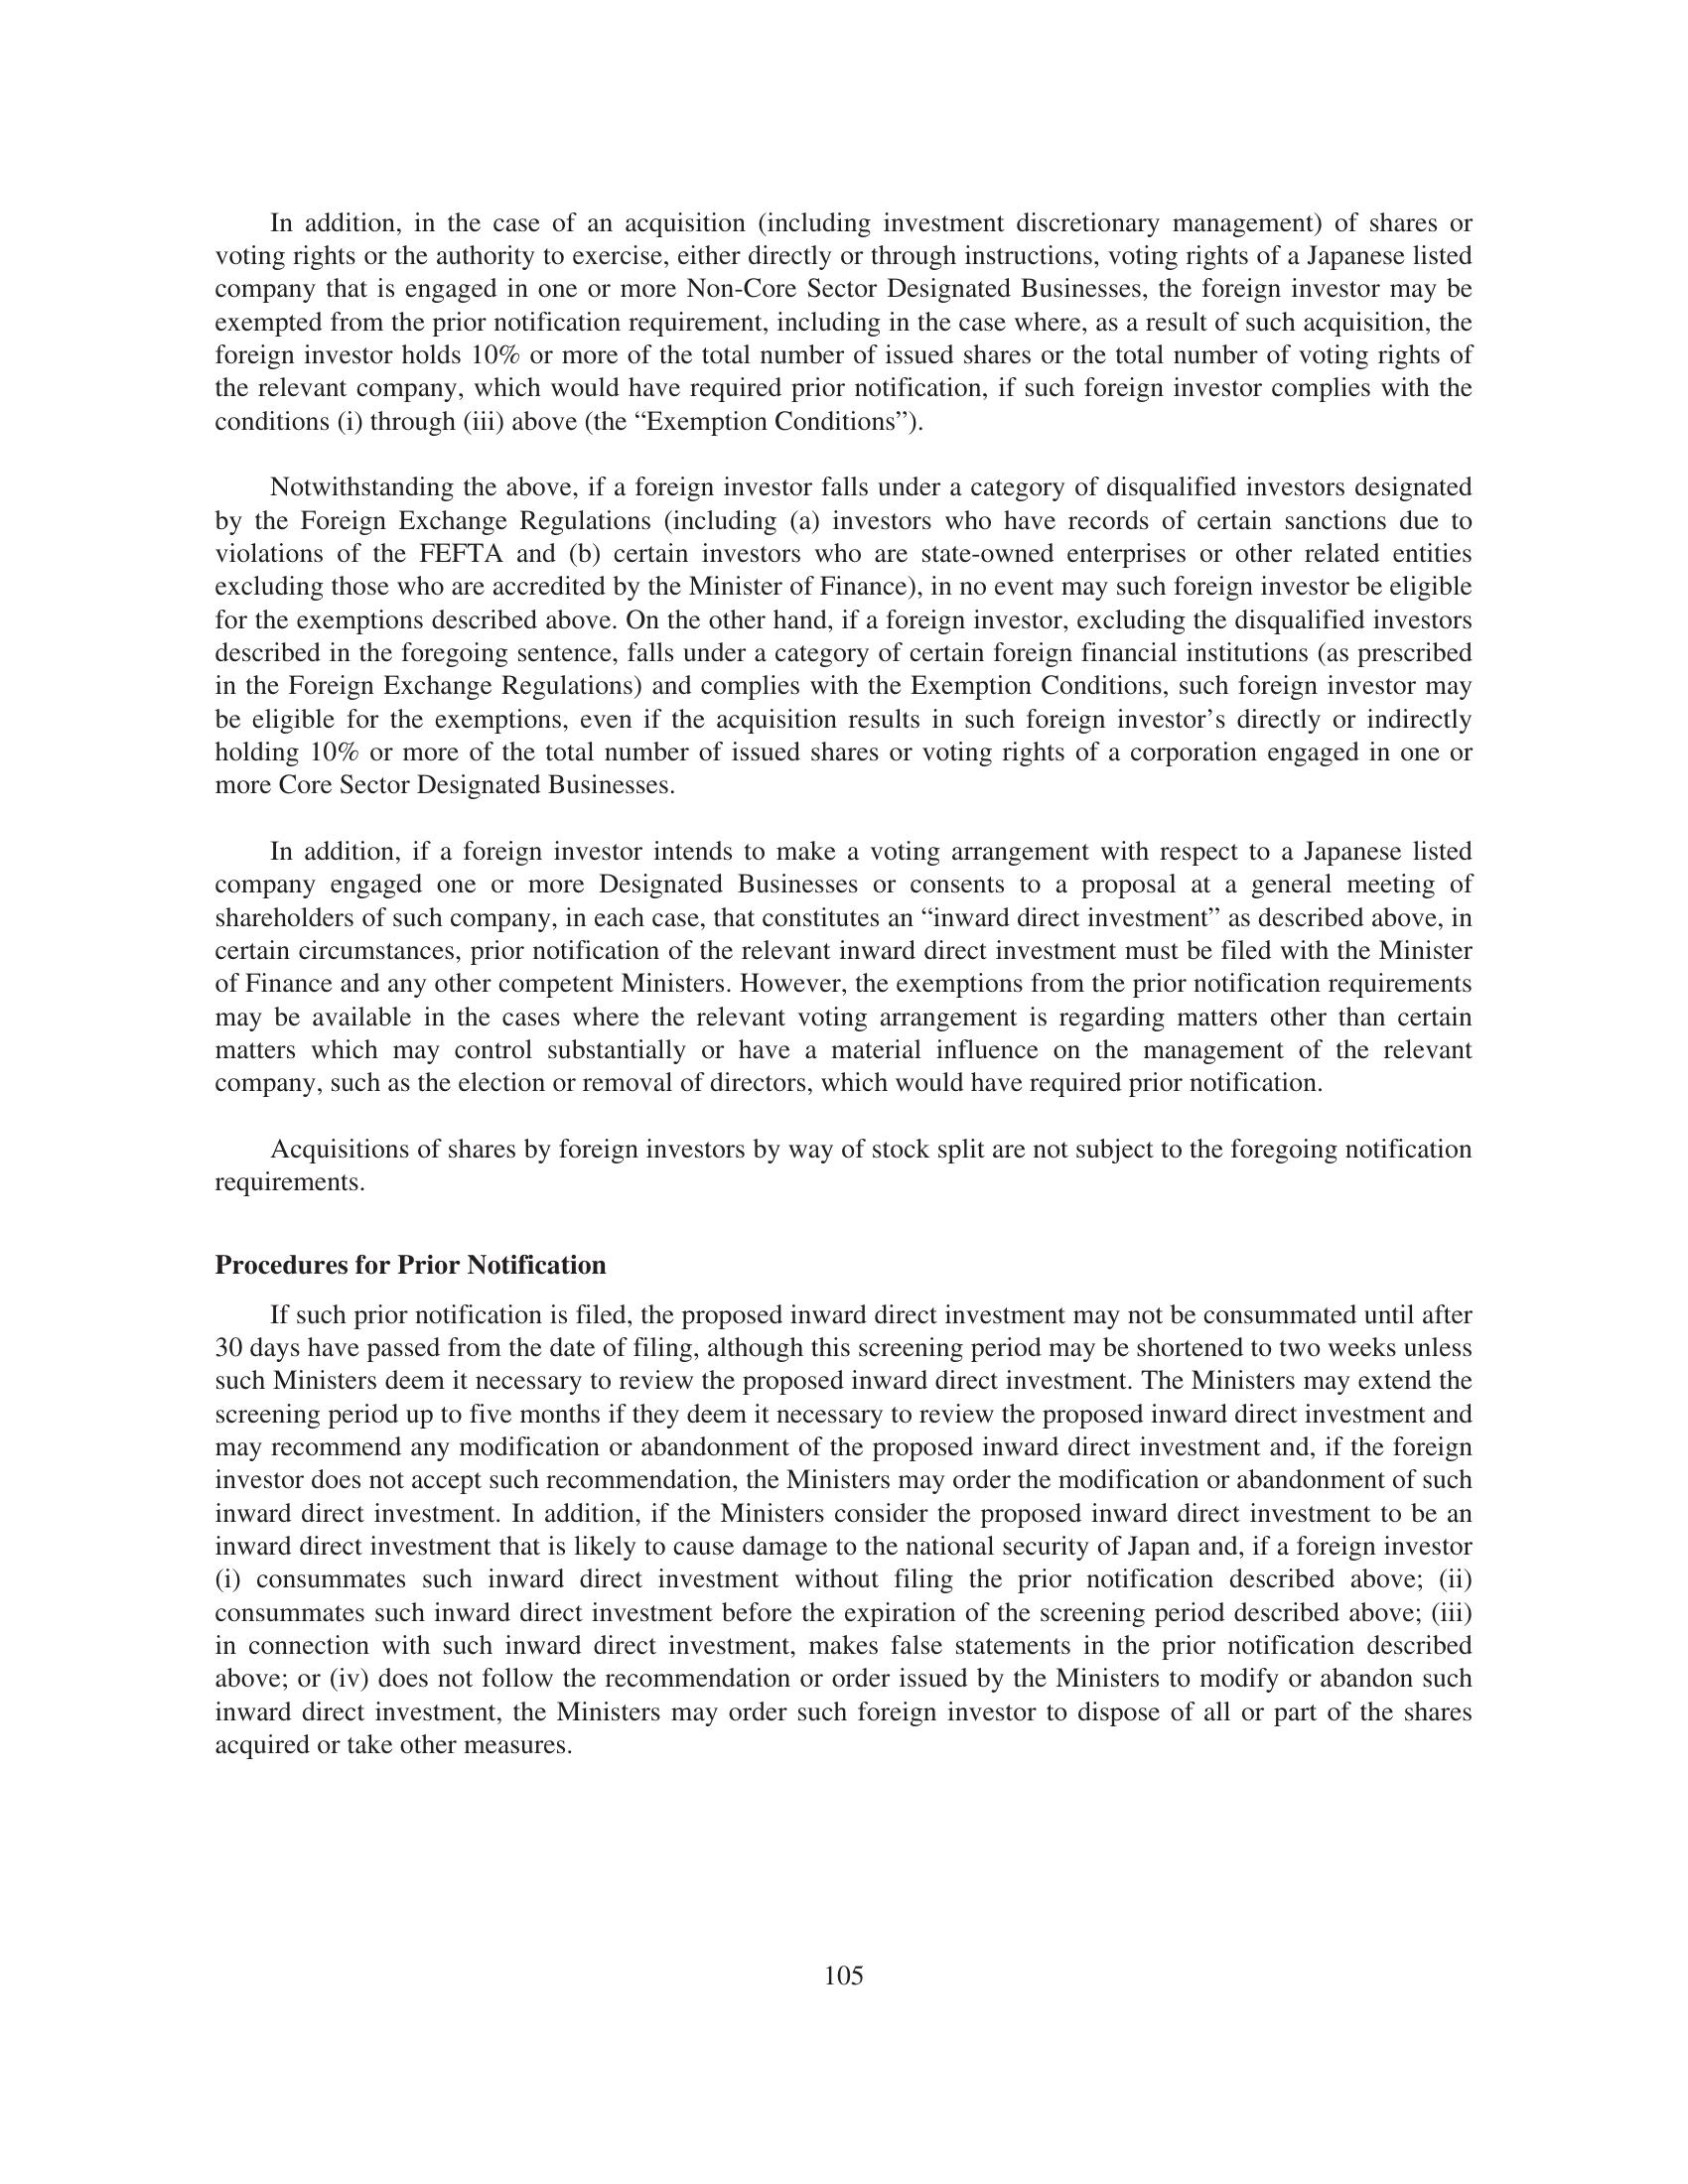 In addition, in the case of an acquisition (including investment discretionary management) of shares or
voting rights or the authority to exercise, either directly or through instructions, voting rights of a Japanese listed
company that is engaged in one or more Non-Core Sector Designated Businesses, the foreign investor may be
exempted from the prior notification requirement, including in the case where, as a result of such acquisition, the
foreign investor holds 10% or more of the total number of issued shares or the total number of voting rights of
the relevant company, which would have required prior notification, if such foreign investor complies with the
conditions (i) through (iii) above (the “Exemption Conditions”).
Notwithstanding the above, if a foreign investor falls under a category of disqualified investors designated
by the Foreign Exchange Regulations (including (a) investors who have records of certain sanctions due to
violations of the FEFTA and (b) certain investors who are state-owned enterprises or other related entities
excluding those who are accredited by the Minister of Finance), in no event may such foreign investor be eligible
for the exemptions described above. On the other hand, if a foreign investor, excluding the disqualified investors
described in the foregoing sentence, falls under a category of certain foreign financial institutions (as prescribed
in the Foreign Exchange Regulations) and complies with the Exemption Conditions, such foreign investor may
be eligible for the exemptions, even if the acquisition results in such foreign investor’s directly or indirectly
holding 10% or more of the total number of issued shares or voting rights of a corporation engaged in one or
more Core Sector Designated Businesses.
In addition, if a foreign investor intends to make a voting arrangement with respect to a Japanese listed
company engaged one or more Designated Businesses or consents to a proposal at a general meeting of
shareholders of such company, in each case, that constitutes an “inward direct investment” as described above, in
certain circumstances, prior notification of the relevant inward direct investment must be filed with the Minister
of Finance and any other competent Ministers. However, the exemptions from the prior notification requirements
may be available in the cases where the relevant voting arrangement is regarding matters other than certain
matters which may control substantially or have a material influence on the management of the relevant
company, such as the election or removal of directors, which would have required prior notification.
Acquisitions of shares by foreign investors by way of stock split are not subject to the foregoing notification
requirements.
Procedures for Prior Notification
If such prior notification is filed, the proposed inward direct investment may not be consummated until after
30 days have passed from the date of filing, although this screening period may be shortened to two weeks unless
such Ministers deem it necessary to review the proposed inward direct investment. The Ministers may extend the
screening period up to five months if they deem it necessary to review the proposed inward direct investment and
may recommend any modification or abandonment of the proposed inward direct investment and, if the foreign
investor does not accept such recommendation, the Ministers may order the modification or abandonment of such
inward direct investment. In addition, if the Ministers consider the proposed inward direct investment to be an
inward direct investment that is likely to cause damage to the national security of Japan and, if a foreign investor
(i) consummates such inward direct investment without filing the prior notification described above; (ii)
consummates such inward direct investment before the expiration of the screening period described above; (iii)
in connection with such inward direct investment, makes false statements in the prior notification described
above; or (iv) does not follow the recommendation or order issued by the Ministers to modify or abandon such
inward direct investment, the Ministers may order such foreign investor to dispose of all or part of the shares
acquired or take other measures.
105